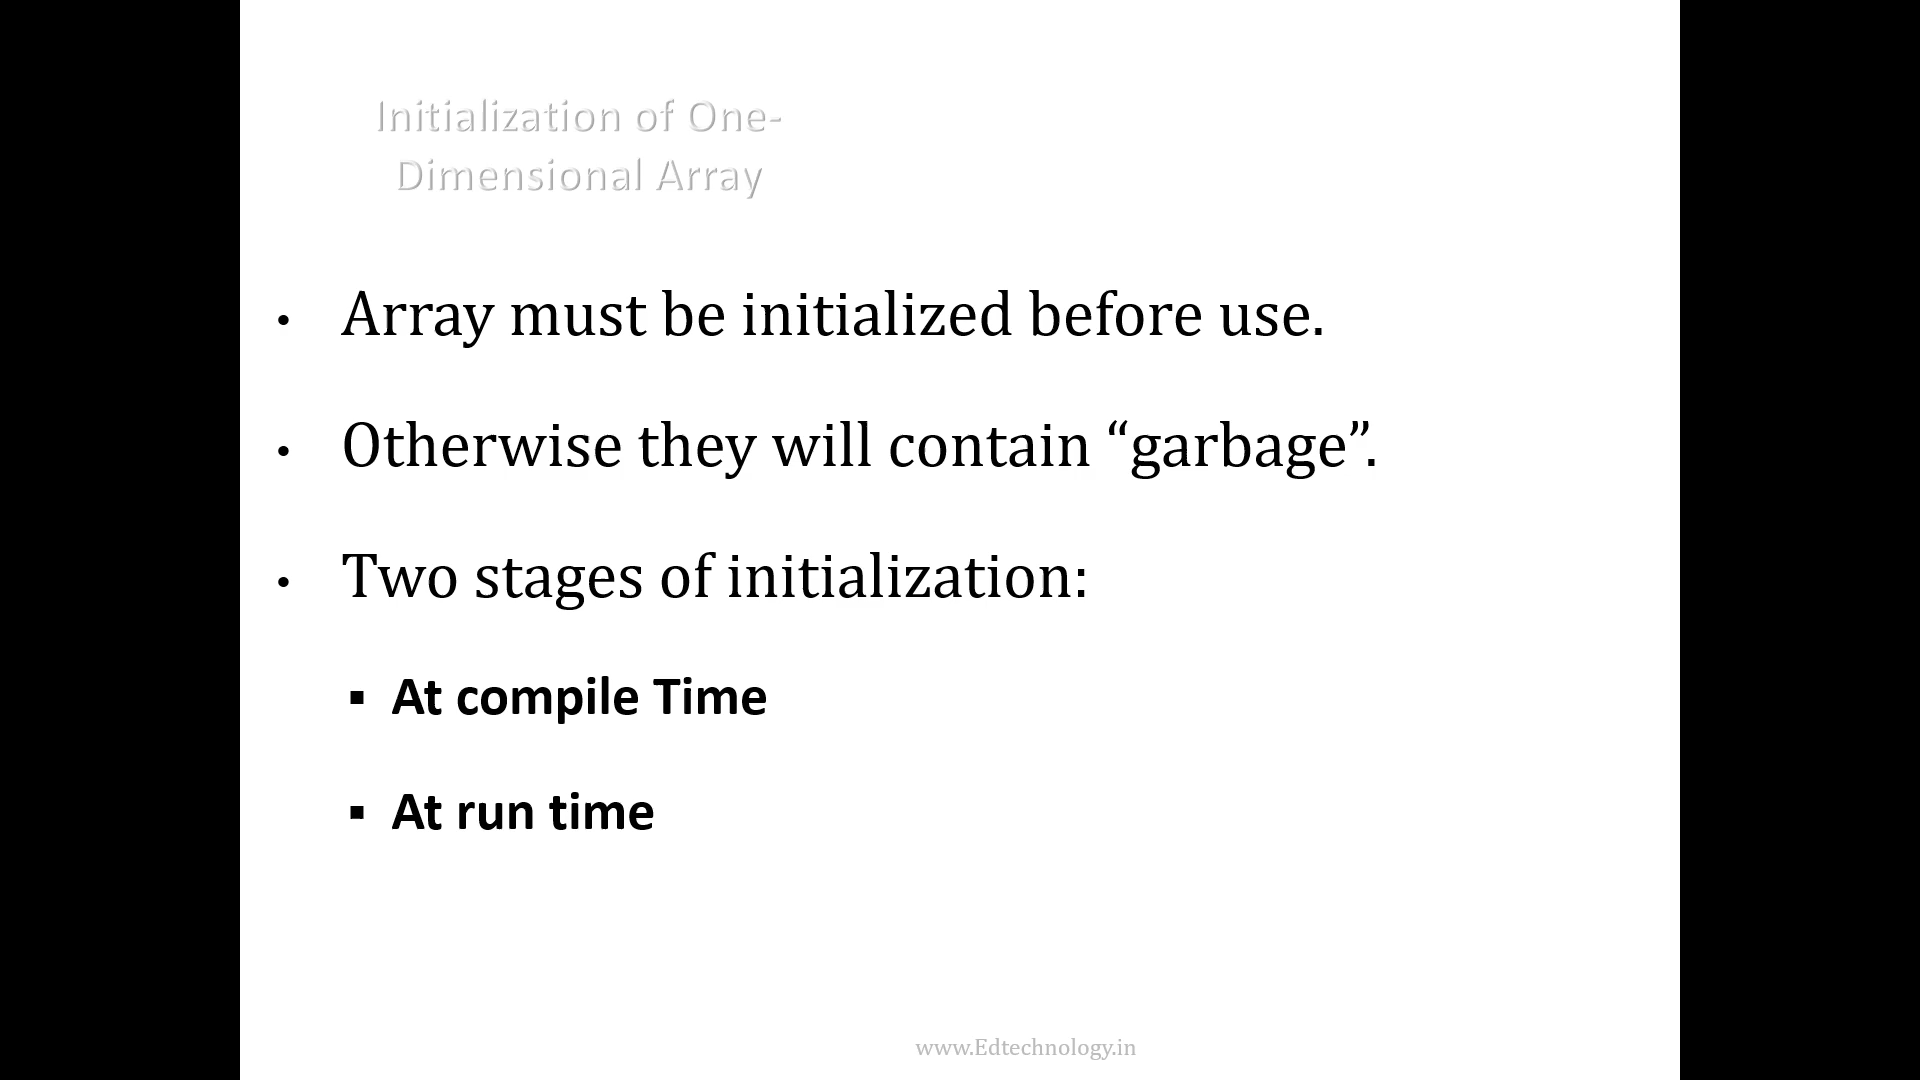 Initialization of One-
Dimensional Array
• Array must be initialized before use.
• Otherwise they will contain “garbage”.
• Two stages of initialization:
▪ At compile Time
▪ At run time
www.Edtechnology.in